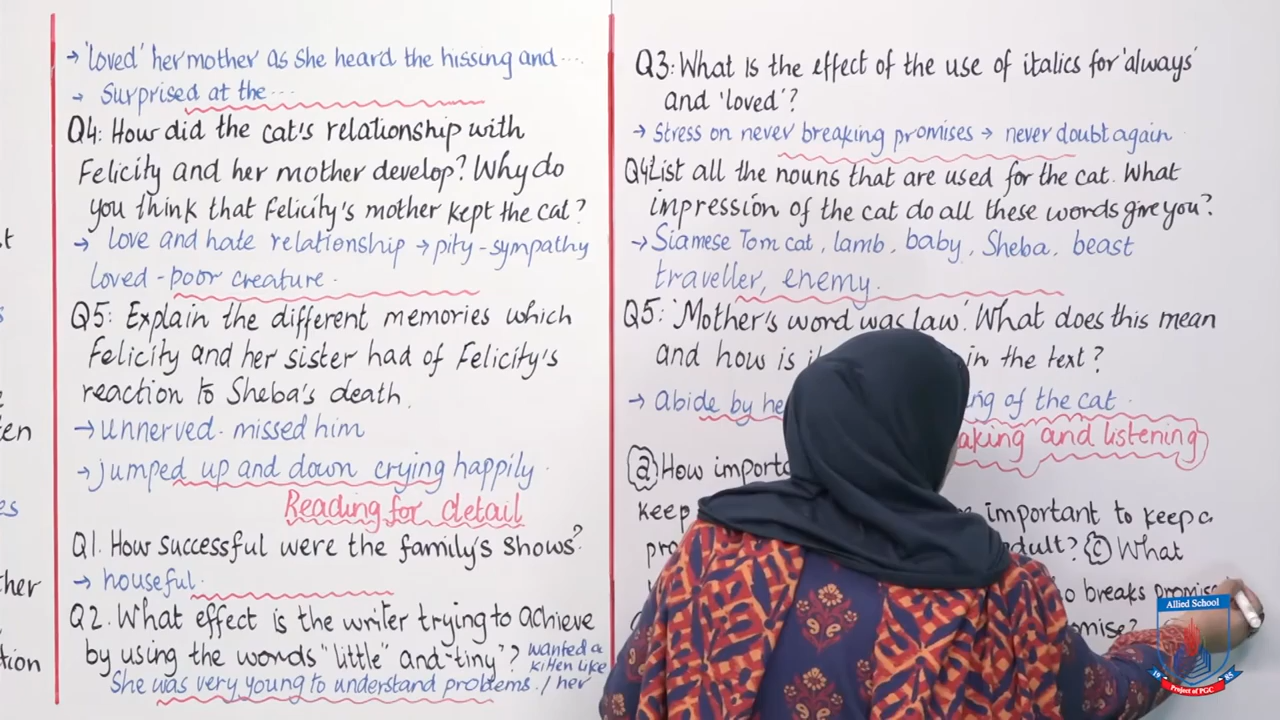 → 'loved' her mother as she heard the hissing and...
→ Surprised at the...
Q4: How did the cat's relationship with
Felicity and her mother develop? Why do
you think that Felicity's mother kept the cat?
→ love and hate relationship → pity - sympathy
loved - poor creature.
Q5: Explain the different memories which
Felicity and her sister had of Felicity's
reaction to Sheba's death.
→ unnerved. missed him
→ jumped up and down crying happily.
Reading for detail
Q1. How successful were the family's shows?
→ houseful.
Q2. What effect is the writer trying to achieve
by using the words "little" and "tiny"? wanted a
kitten like
She was very young to understand problems. / her
Q3: What is the effect of the use of italics for 'always'
and 'loved'?
→ Stress on never breaking promises → never doubt again
Q4 List all the nouns that are used for the cat. What
impression of the cat do all these words give you?
→ Siamese Tom cat, lamb, baby, Sheba, beast
traveller, enemy.
Q5: 'Mother's word was law'. What does this mean
and how is in the text?
→ Abide by of the cat.
and listening
(a) How
keep important to keep a
adult? (c) What
breaks
Allied School
19 85
Project of PGC